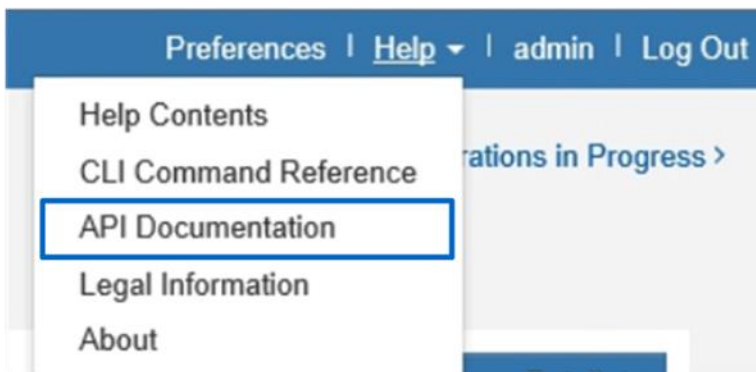 Preferences | Help ▾ | admin | Log Out
Help Contents
CLI Command Reference
rations in Progress >
API Documentation
Legal Information
About